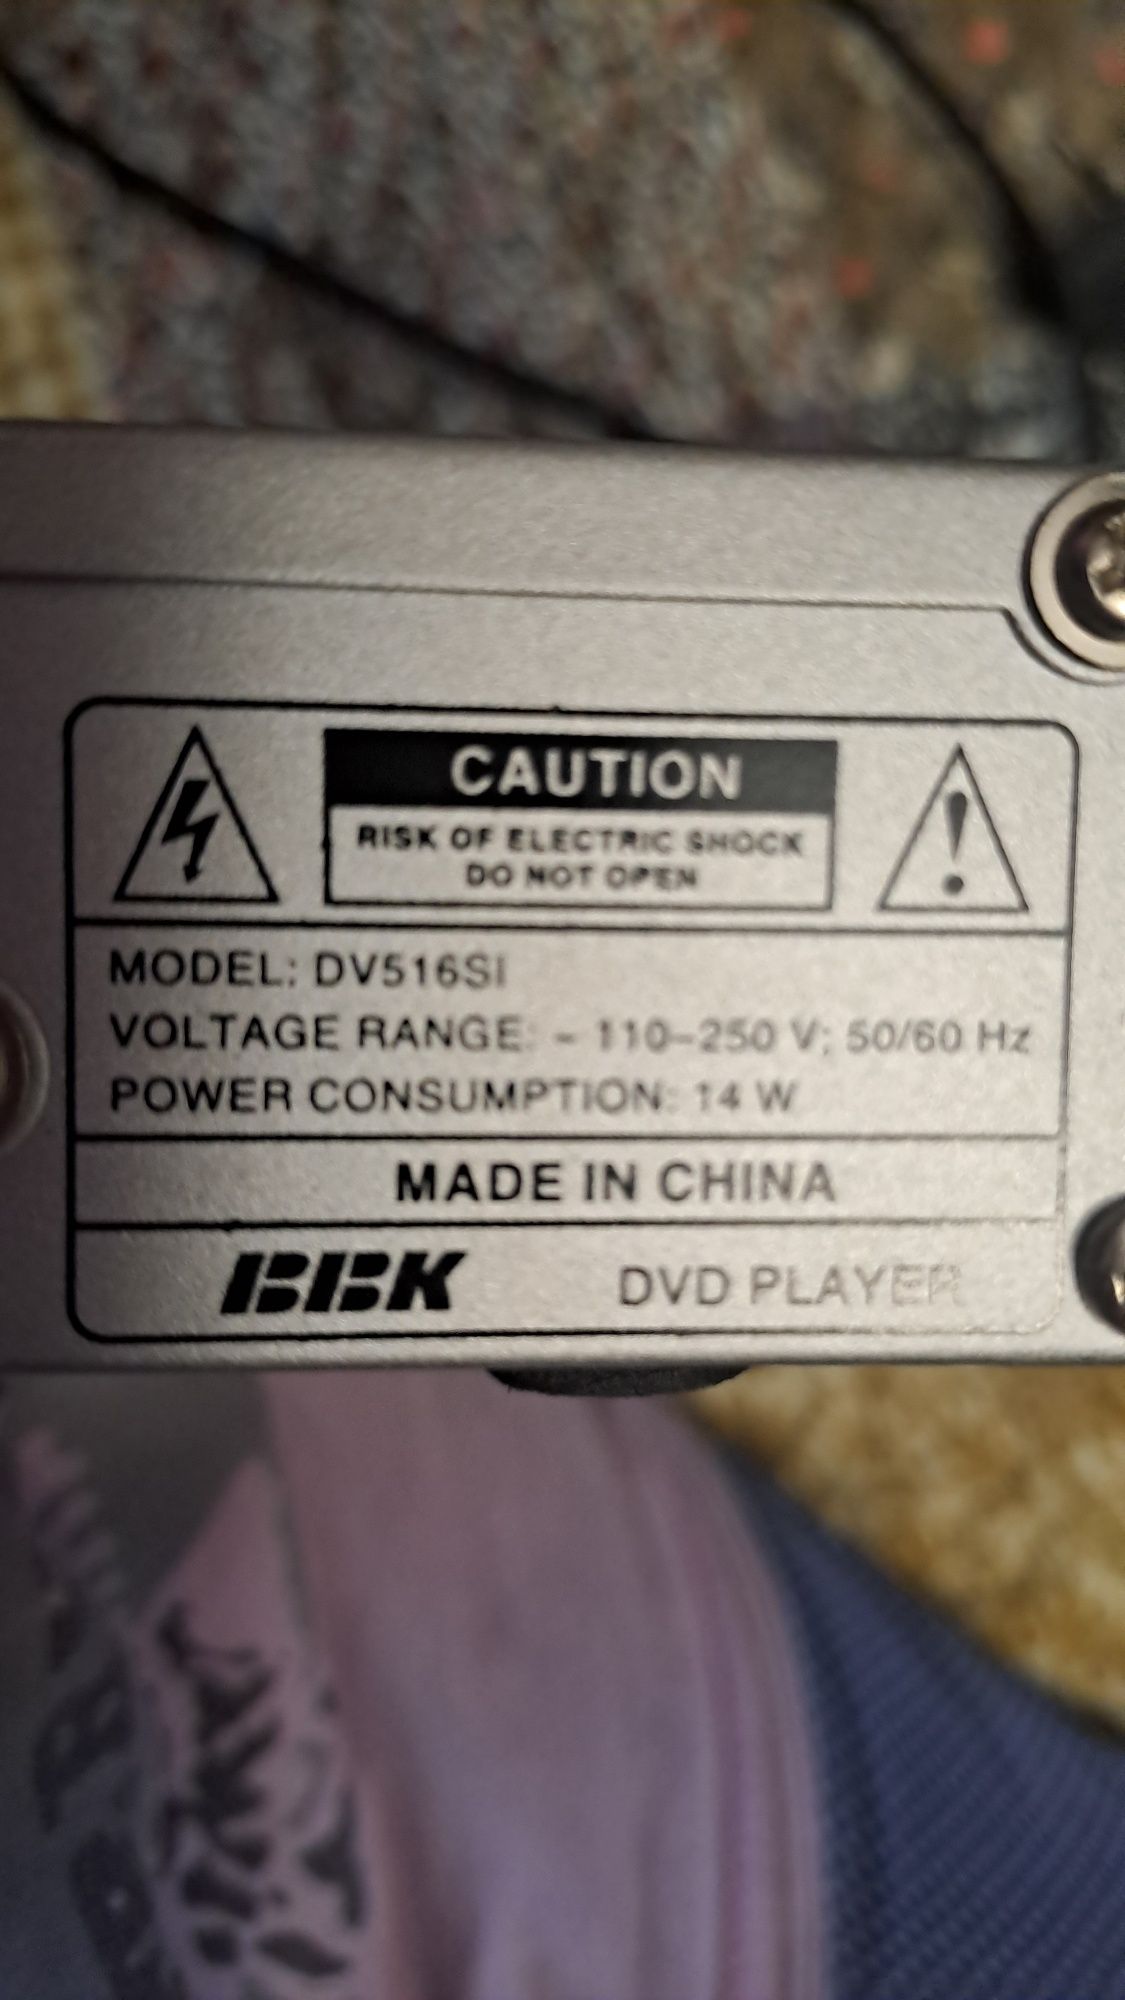 CAUTION
RISK OF ELECTRIC SHOCK
DO NOT OPEN
MODEL: DV516SI
VOLTAGE RANGE: ~ 110–250 V; 50/60 Hz
POWER CONSUMPTION: 14 W
MADE IN CHINA
BBK DVD PLAYER